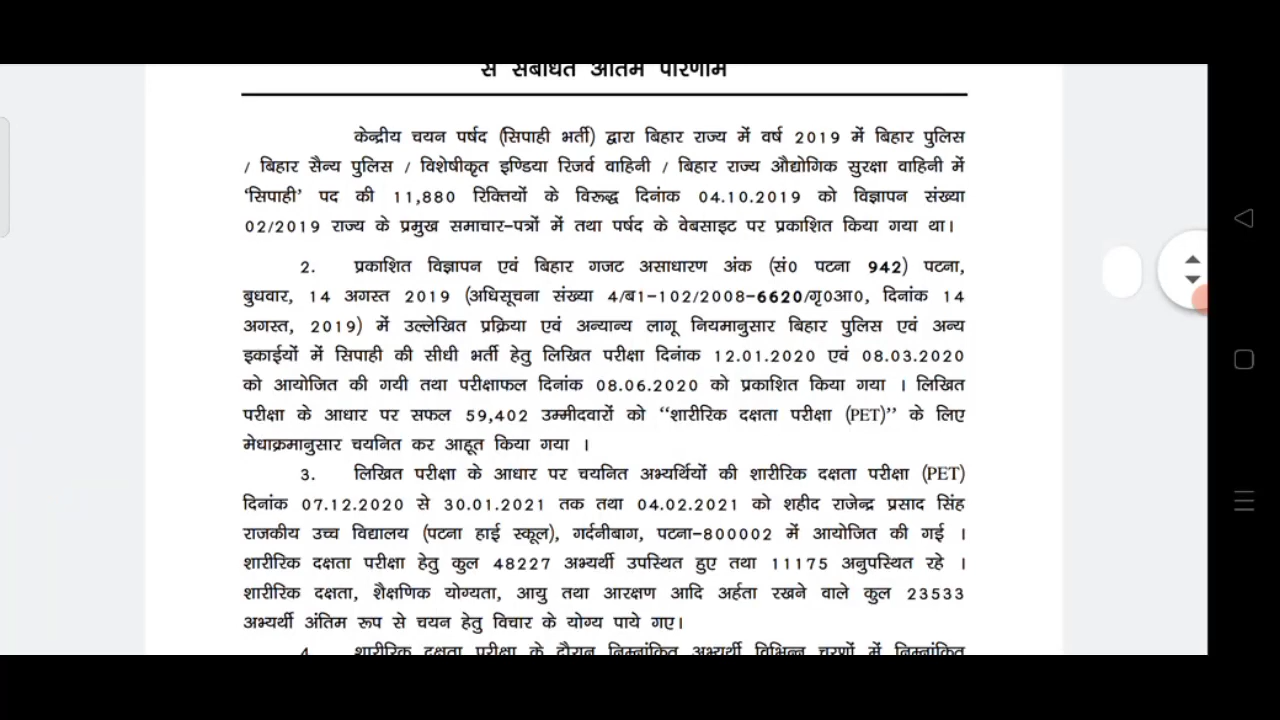 से संबंधित अंतिम परिणाम
केन्द्रीय चयन पर्षद (सिपाही भर्ती) द्वारा बिहार राज्य में वर्ष 2019 में बिहार पुलिस
/ बिहार सैन्य पुलिस / विशेषीकृत इण्डिया रिजर्व वाहिनी / बिहार राज्य औद्योगिक सुरक्षा वाहिनी में
‘सिपाही’ पद की 11,880 रिक्तियों के विरूद्ध दिनांक 04.10.2019 को विज्ञापन संख्या
02/2019 राज्य के प्रमुख समाचार-पत्रों में तथा पर्षद के वेबसाइट पर प्रकाशित किया गया था।
2. प्रकाशित विज्ञापन एवं बिहार गजट असाधारण अंक (सं0 पटना 942) पटना,
बुधवार, 14 अगस्त 2019 (अधिसूचना संख्या 4/ब1-102/2008-6620/गृ0आ0, दिनांक 14
अगस्त, 2019) में उल्लेखित प्रक्रिया एवं अन्यान्य लागू नियमानुसार बिहार पुलिस एवं अन्य
इकाईयों में सिपाही की सीधी भर्ती हेतु लिखित परीक्षा दिनांक 12.01.2020 एवं 08.03.2020
को आयोजित की गयी तथा परीक्षाफल दिनांक 08.06.2020 को प्रकाशित किया गया । लिखित
परीक्षा के आधार पर सफल 59,402 उम्मीदवारों को “शारीरिक दक्षता परीक्षा (PET)” के लिए
मेधाक्रमानुसार चयनित कर आहूत किया गया ।
3. लिखित परीक्षा के आधार पर चयनित अभ्यर्थियों की शारीरिक दक्षता परीक्षा (PET)
दिनांक 07.12.2020 से 30.01.2021 तक तथा 04.02.2021 को शहीद राजेन्द्र प्रसाद सिंह
राजकीय उच्च विद्यालय (पटना हाई स्कूल), गर्दनीबाग, पटना-800002 में आयोजित की गई ।
शारीरिक दक्षता परीक्षा हेतु कुल 48227 अभ्यर्थी उपस्थित हुए तथा 11175 अनुपस्थित रहे ।
शारीरिक दक्षता, शैक्षणिक योग्यता, आयु तथा आरक्षण आदि अर्हता रखने वाले कुल 23533
अभ्यर्थी अंतिम रूप से चयन हेतु विचार के योग्य पाये गए।
4. शारीरिक दक्षता परीक्षा के दौरान निम्नांकित अभ्यर्थी विभिन्न चरणों में निम्नांकित